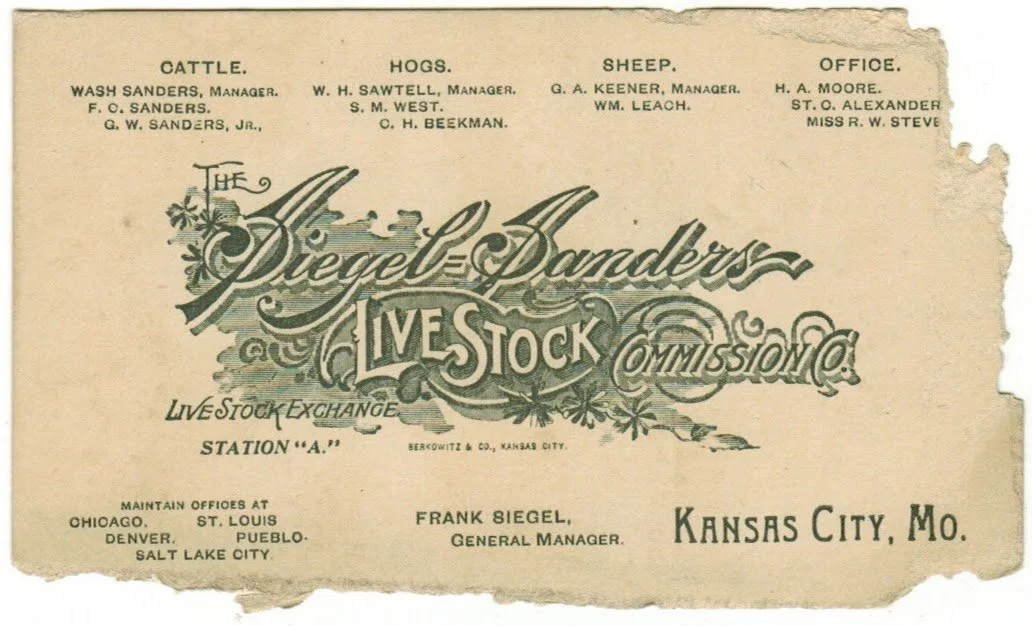 CATTLE.
WASH SANDERS, MANAGER.
F. C. SANDERS.
G. W. SANDERS, JR.,
HOGS.
W. H. SAWTELL, MANAGER.
S. M. WEST.
C. H. BEEKMAN.
SHEEP.
G. A. KEENER, MANAGER.
WM. LEACH.
OFFICE.
H. A. MOORE.
ST. C. ALEXANDER
MISS R. W. STEVE
THE
Siegel=Sanders
LIVE STOCK COMMISSION CO.
LIVE STOCK EXCHANGE
STATION "A."
BERKOWITZ & CO., KANSAS CITY.
MAINTAIN OFFICES AT
CHICAGO. ST. LOUIS
DENVER. PUEBLO.
SALT LAKE CITY.
FRANK SIEGEL,
GENERAL MANAGER.
KANSAS CITY, MO.